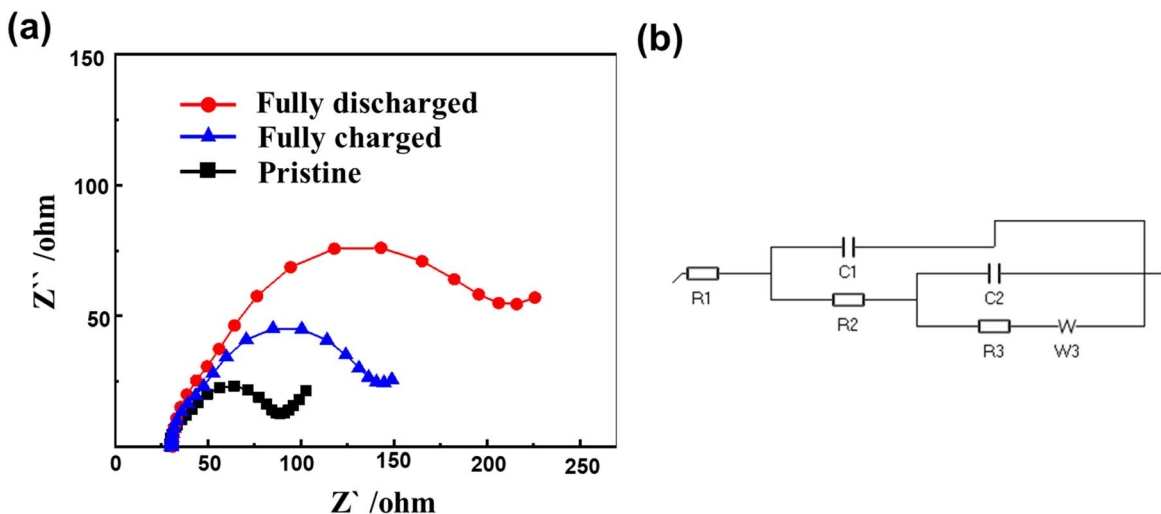 (a)
150
100
50
0
50
100
150
200
250
Z`` /ohm
Z` /ohm
Fully discharged
Fully charged
Pristine
(b)
C1
R1
R2
C2
R3
W3